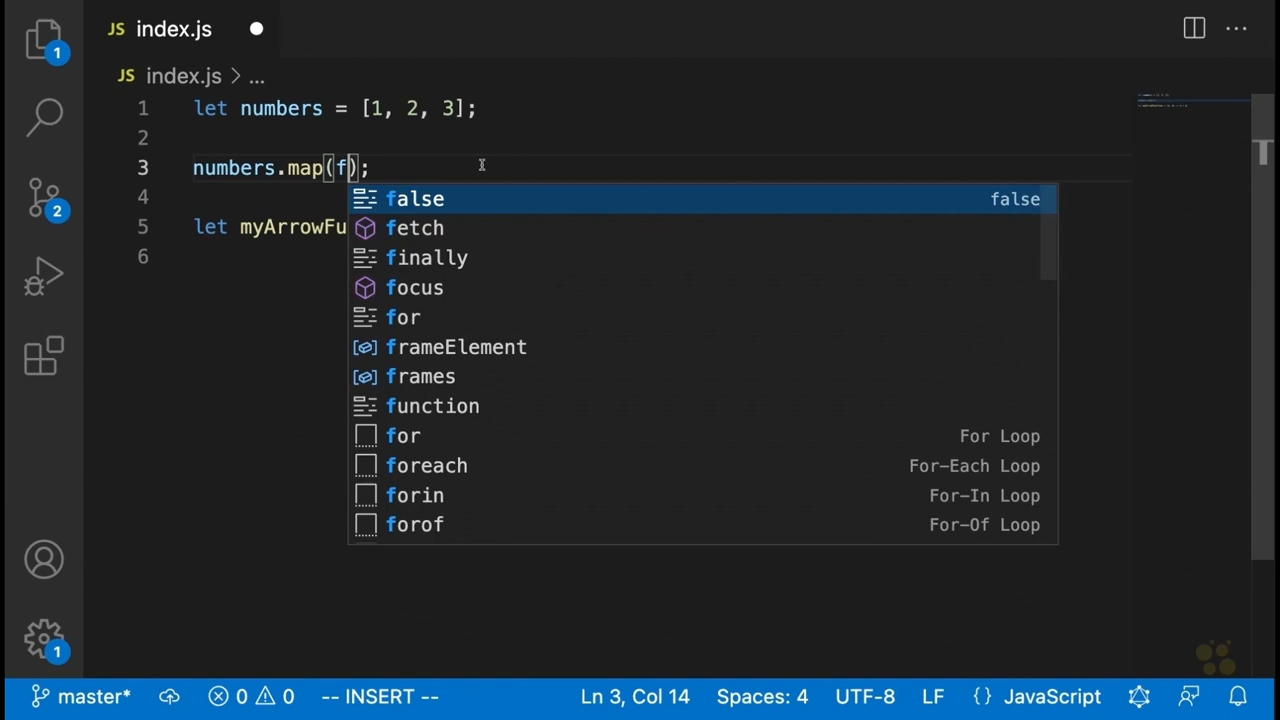 JS index.js
JS index.js > ...
1 let numbers = [1, 2, 3];
2
3 numbers.map(f);
4
5 let myArrowFu
6
false false
fetch
finally
focus
for
frameElement
frames
function
for For Loop
foreach For-Each Loop
forin For-In Loop
forof For-Of Loop
1
2
1
master* 0 0 -- INSERT -- Ln 3, Col 14 Spaces: 4 UTF-8 LF {} JavaScript